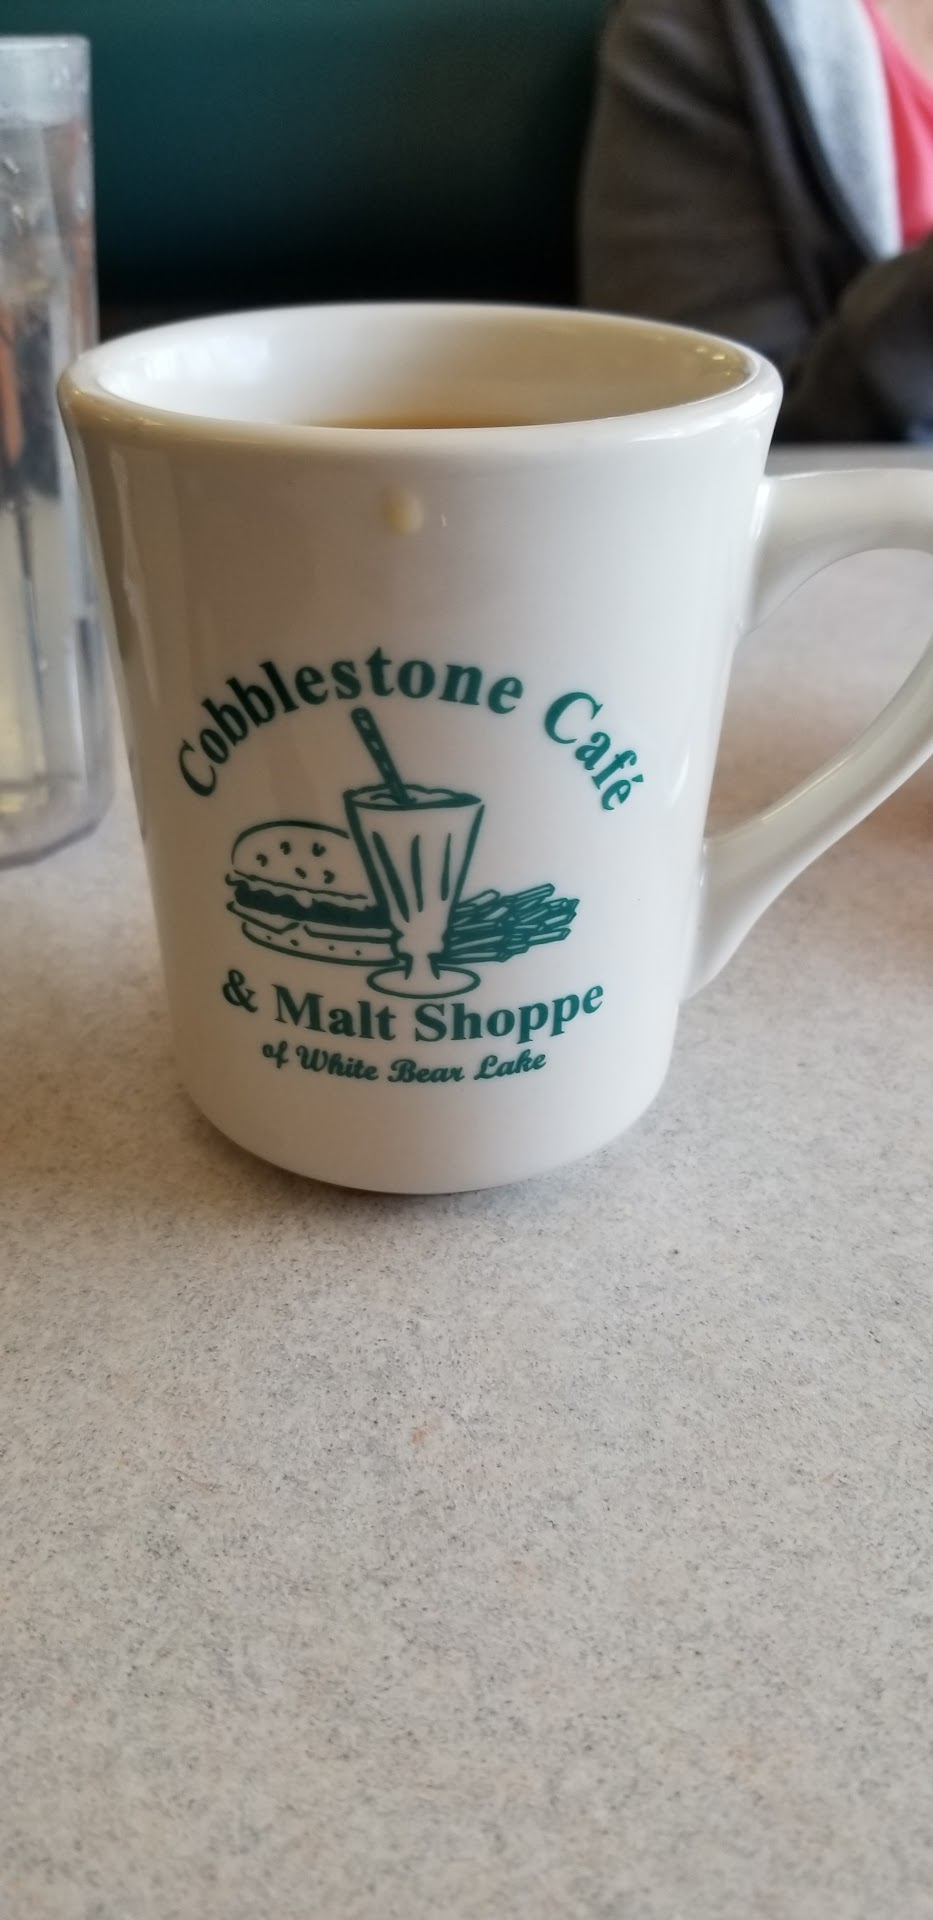 Cobblestone Café
& Malt Shoppe
of White Bear Lake